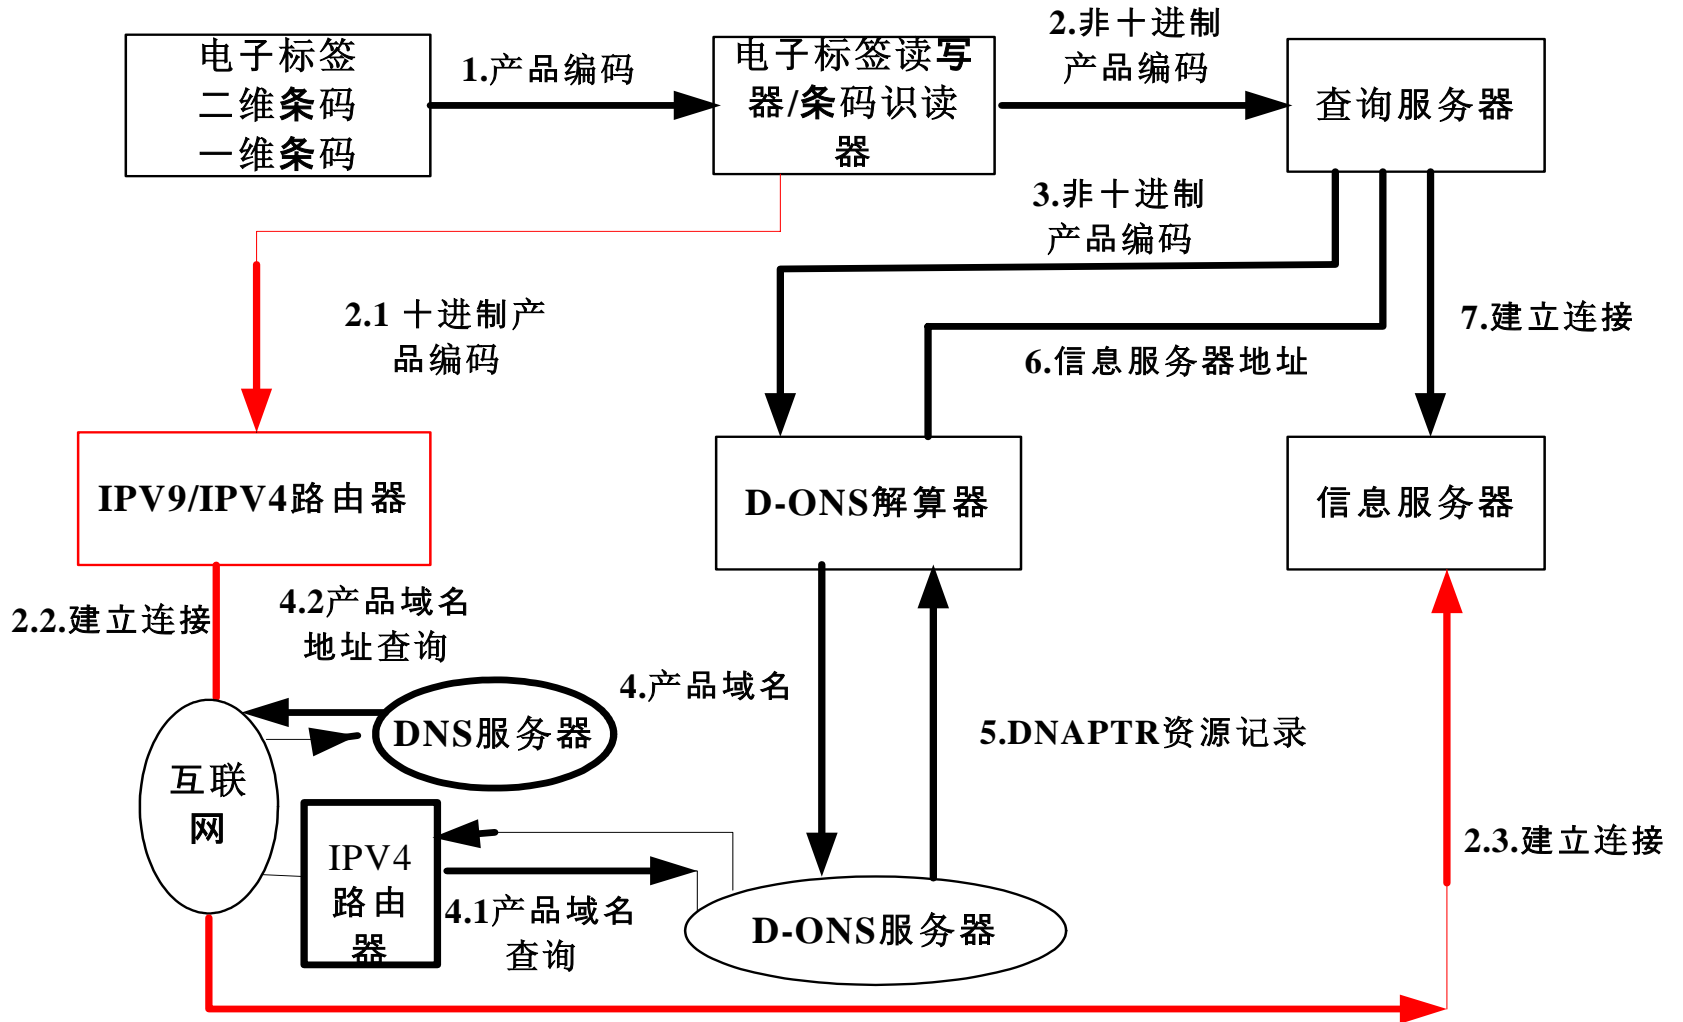 电子标签
二维条码
一维条码
1.产品编码
电子标签读写
器/条码识读
器
2.非十进制
产品编码
查询服务器
3.非十进制
产品编码
2.1 十进制产
品编码
7.建立连接
6.信息服务器地址
IPV9/IPV4路由器
D-ONS解算器
信息服务器
2.2.建立连接
4.2产品域名
地址查询
4.产品域名
DNS服务器
5.DNAPTR资源记录
互联
网
IPV4
路由
器
4.1产品域名
查询
D-ONS服务器
2.3.建立连接